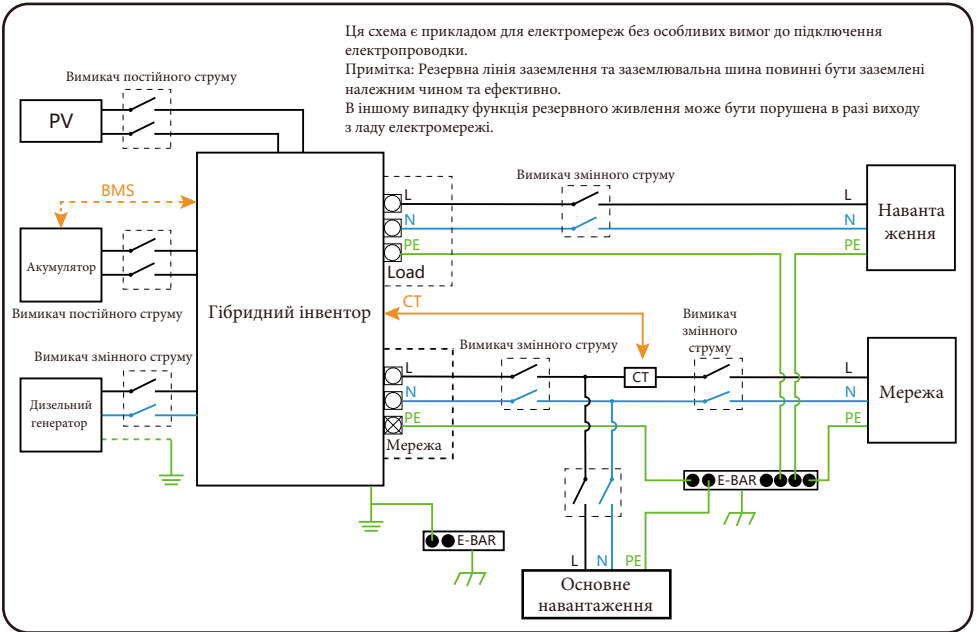 Ця схема є прикладом для електромереж без особливих вимог до підключення
електропроводки.
Примітка: Резервна лінія заземлення та заземлювальна шина повинні бути заземлені
належним чином та ефективно.
В іншому випадку функція резервного живлення може бути порушена в разі виходу
з ладу електромережі.
Вимикач постійного струму
PV
BMS
Акумулятор
Вимикач постійного струму
Вимикач змінного струму
Дизельний
генератор
Гібридний інвентор
L
N
PE
Load
CT
Вимикач змінного струму
L
N
PE
Наванта
ження
L
N
PE
Мережа
Вимикач змінного струму
CT
Вимикач
змінного
струму
L
N
PE
Мережа
E-BAR
E-BAR
L
N
PE
Основне
навантаження